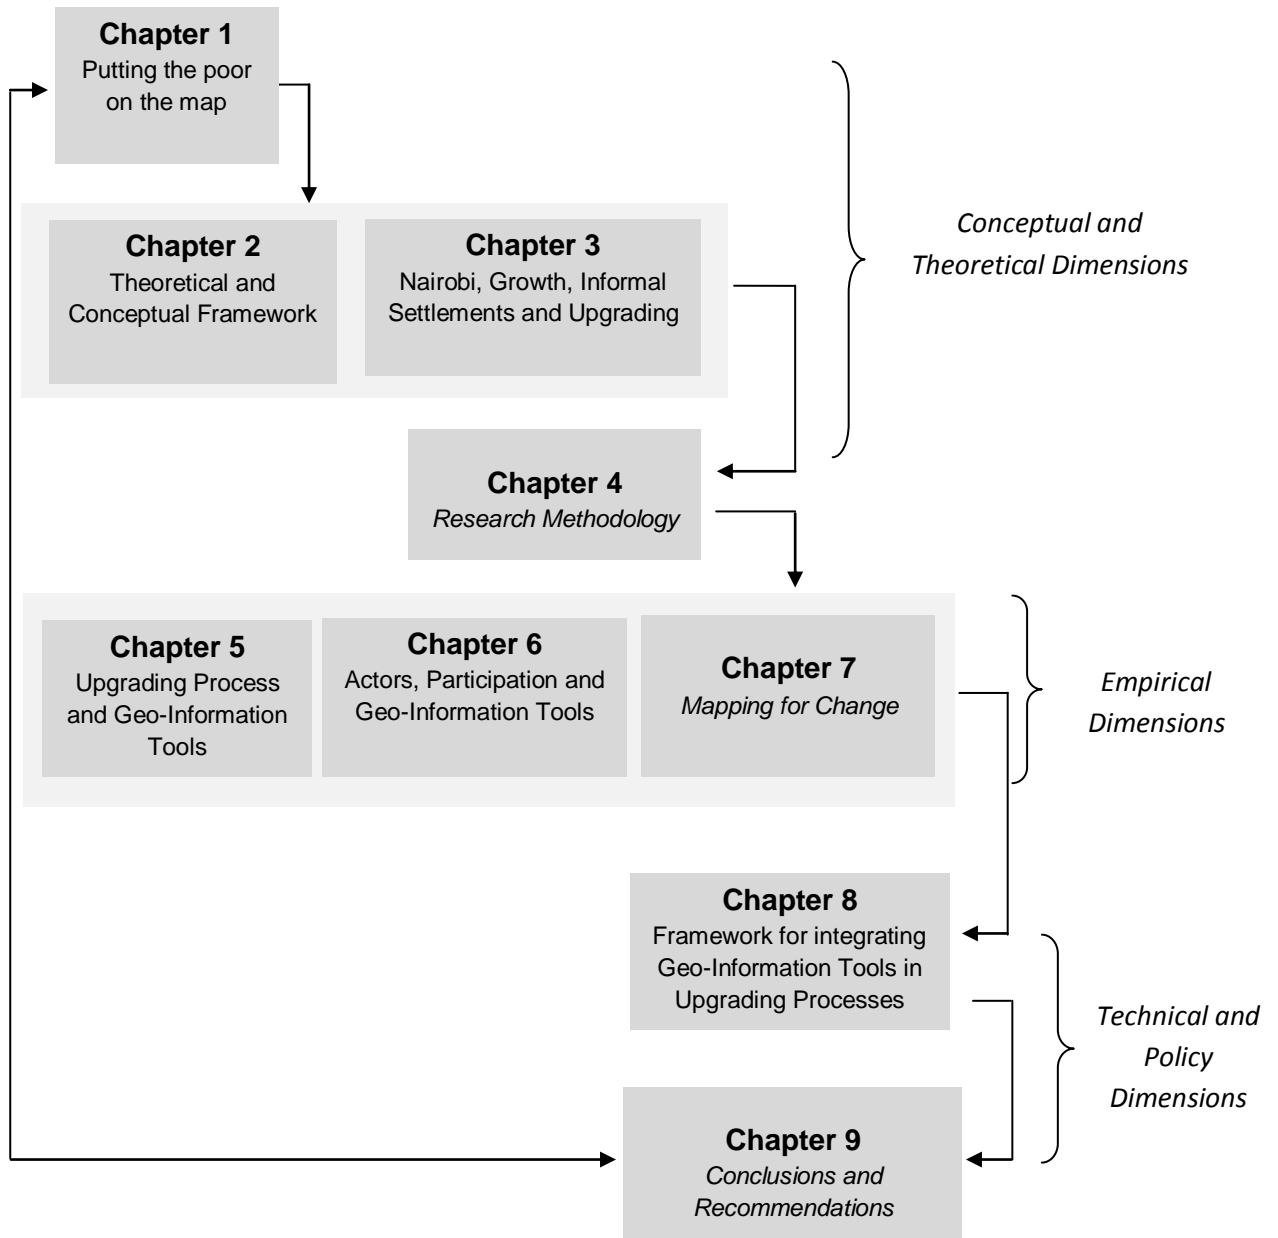 Chapter 1
Putting the poor
on the map
Conceptual and
Theoretical Dimensions
Chapter 2
Theoretical and
Conceptual Framework
Chapter 3
Nairobi, Growth, Informal
Settlements and Upgrading
Chapter 4
Research Methodology
Chapter 5
Upgrading Process
and Geo-Information
Tools
Chapter 6
Actors, Participation and
Geo-Information Tools
Chapter 7
Mapping for Change
Empirical
Dimensions
Chapter 8
Framework for integrating
Geo-Information Tools in
Upgrading Processes
Technical and
Policy
Dimensions
Chapter 9
Conclusions and
Recommendations